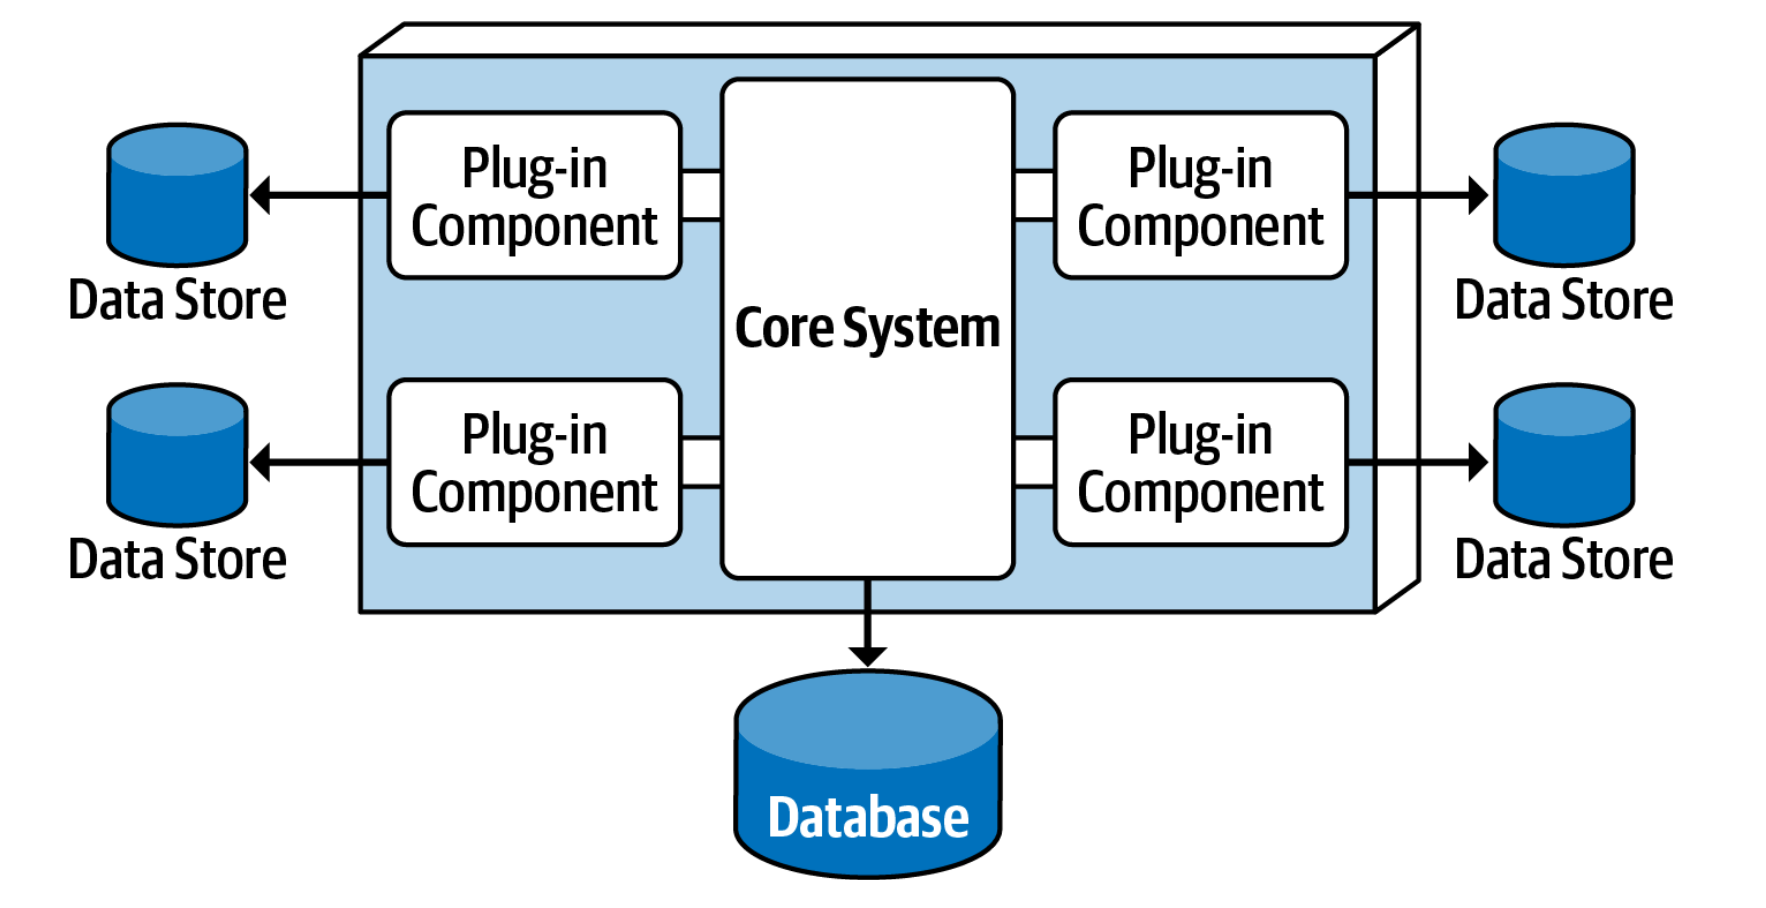 Plug-in
Component
Plug-in
Component
Data Store
Data Store
Core System
Plug-in
Component
Plug-in
Component
Data Store
Data Store
Database